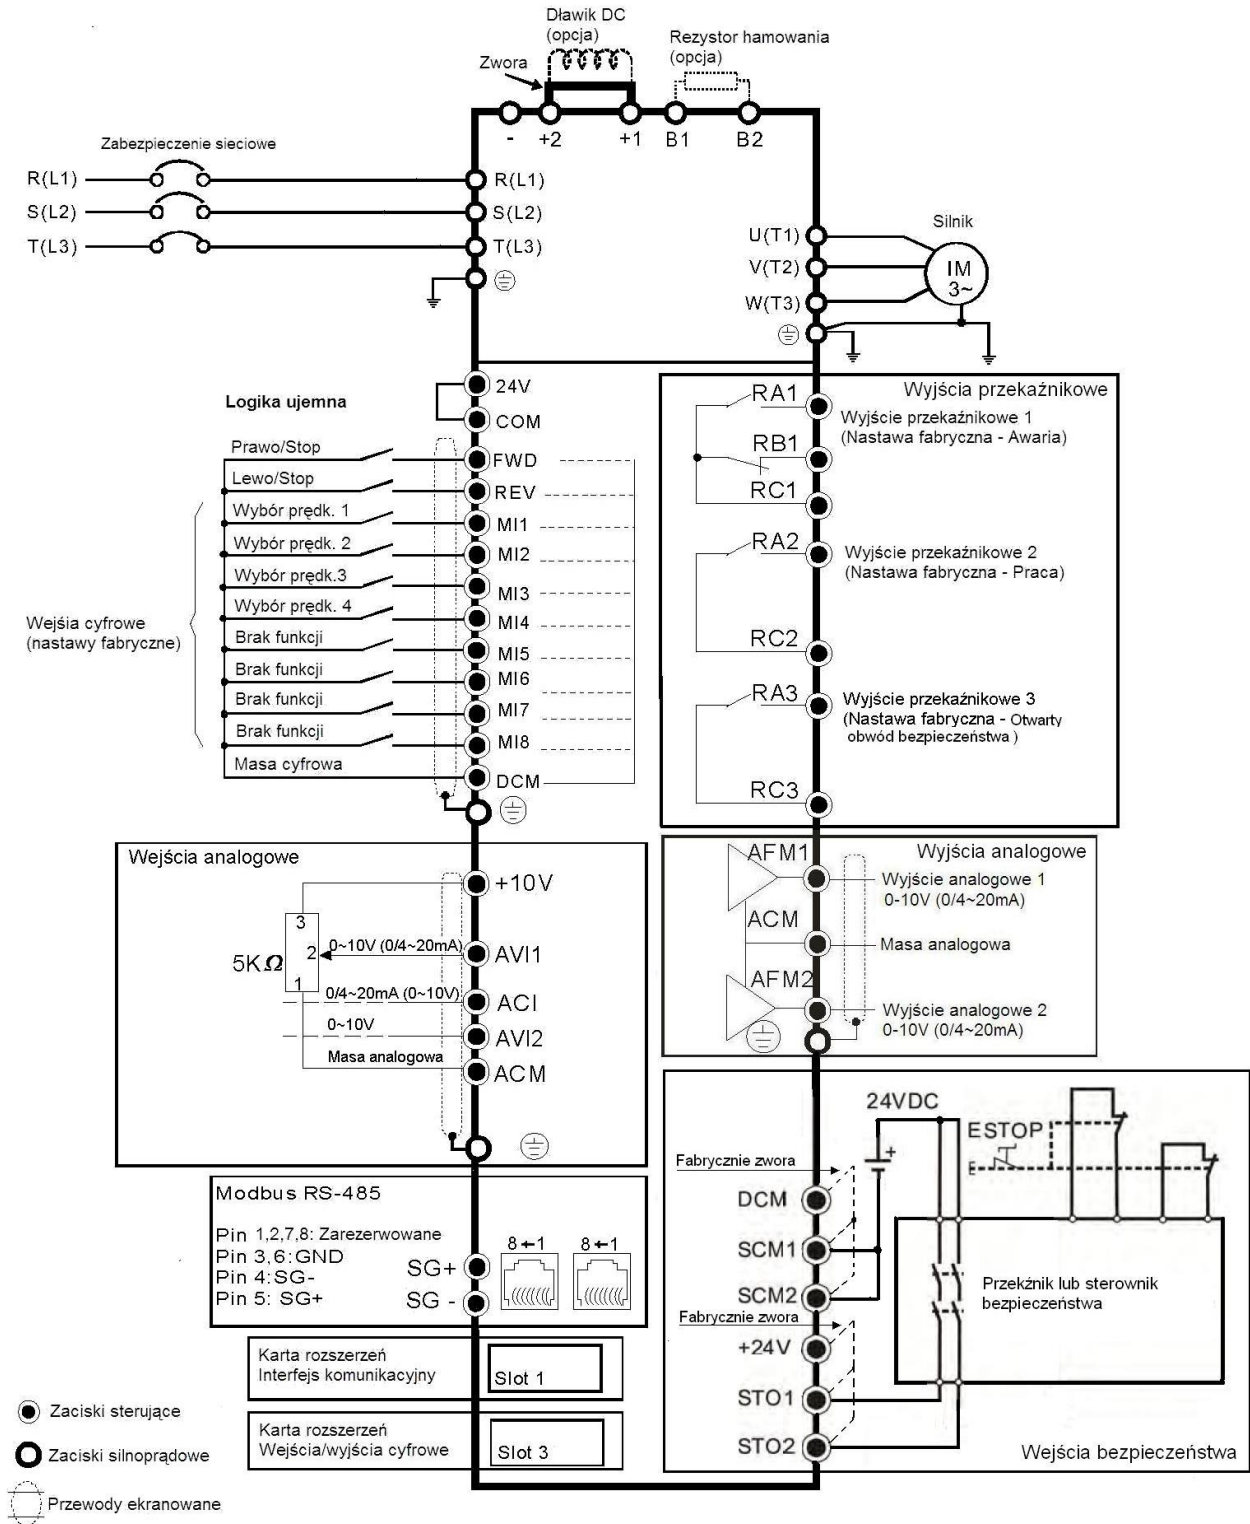 Dławik DC
(opcja)
Rezystor hamowania
(opcja)
Zwora
-
+2
+1
B1
B2
Zabezpieczenie sieciowe
R(L1)
R(L1)
S(L2)
S(L2)
T(L3)
T(L3)
Silnik
U(T1)
V(T2)
W(T3)
IM
3~
Logika ujemna
24V
COM
Prawo/Stop
FWD
Lewo/Stop
REV
Wybór prędk. 1
MI1
Wybór prędk. 2
MI2
Wybór prędk.3
MI3
Wybór prędk. 4
MI4
Wejśia cyfrowe
(nastawy fabryczne)
Brak funkcji
MI5
Brak funkcji
MI6
Brak funkcji
MI7
Brak funkcji
MI8
Masa cyfrowa
DCM
Wyjścia przekaźnikowe
RA1
Wyjście przekaźnikowe 1
(Nastawa fabryczna - Awaria)
RB1
RC1
RA2
Wyjście przekaźnikowe 2
(Nastawa fabryczna - Praca)
RC2
RA3
Wyjście przekaźnikowe 3
(Nastawa fabryczna - Otwarty
obwód bezpieczeństwa )
RC3
Wejścia analogowe
+10V
3
2
1
5KΩ
0~10V (0/4~20mA)
AVI1
0/4~20mA (0~10V)
ACI
0~10V
AVI2
Masa analogowa
ACM
Wyjścia analogowe
AFM1
Wyjście analogowe 1
0-10V (0/4~20mA)
ACM
Masa analogowa
AFM2
Wyjście analogowe 2
0-10V (0/4~20mA)
Modbus RS-485
Pin 1,2,7,8: Zarezerwowane
Pin 3,6:GND
Pin 4:SG-
Pin 5: SG+
SG+
SG -
8←1
8←1
24VDC
+
ESTOP
Fabrycznie zwora
DCM
SCM1
SCM2
Fabrycznie zwora
+24V
STO1
STO2
Przekźnik lub sterownik
bezpieczeństwa
Wejścia bezpieczeństwa
Karta rozszerzeń
Interfejs komunikacyjny
Slot 1
Karta rozszerzeń
Wejścia/wyjścia cyfrowe
Slot 3
Zaciski sterujące
Zaciski silnoprądowe
Przewody ekranowane